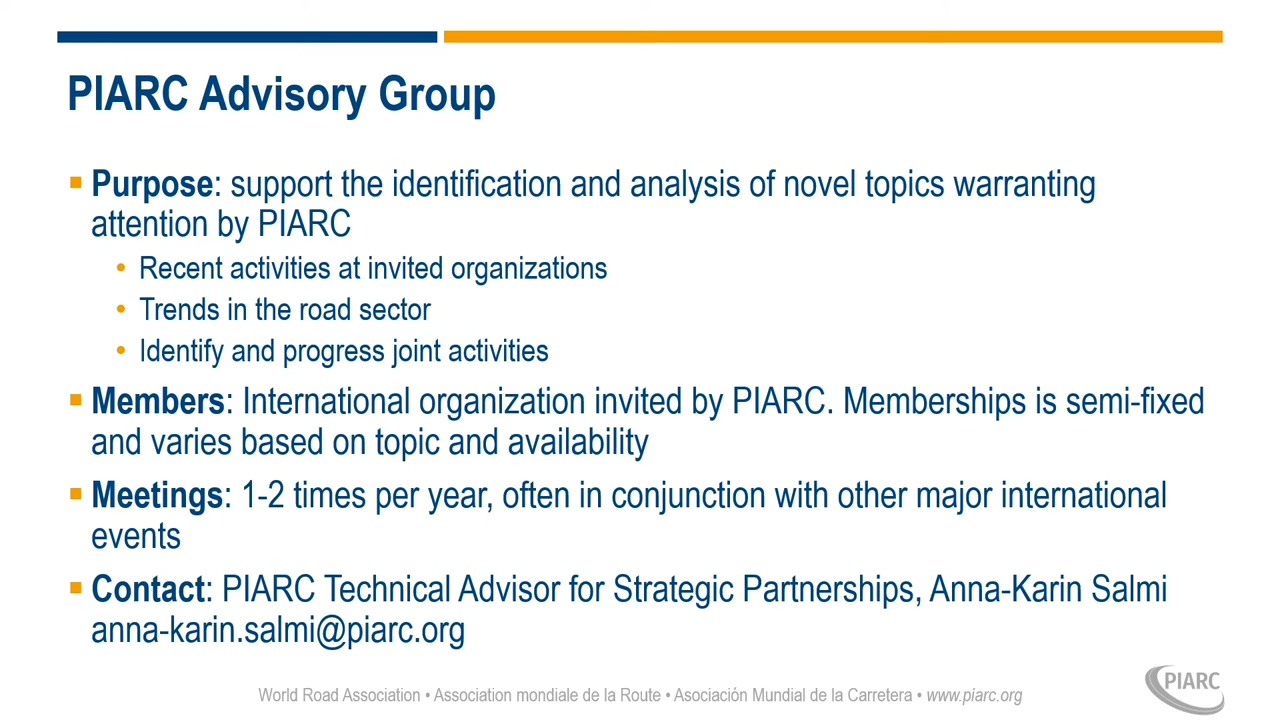 PIARC Advisory Group
▪ Purpose: support the identification and analysis of novel topics warranting
attention by PIARC
• Recent activities at invited organizations
• Trends in the road sector
• Identify and progress joint activities
▪ Members: International organization invited by PIARC. Memberships is semi-fixed
and varies based on topic and availability
▪ Meetings: 1-2 times per year, often in conjunction with other major international
events
▪ Contact: PIARC Technical Advisor for Strategic Partnerships, Anna-Karin Salmi
anna-karin.salmi@piarc.org
World Road Association • Association mondiale de la Route • Asociación Mundial de la Carretera • www.piarc.org
PIARC